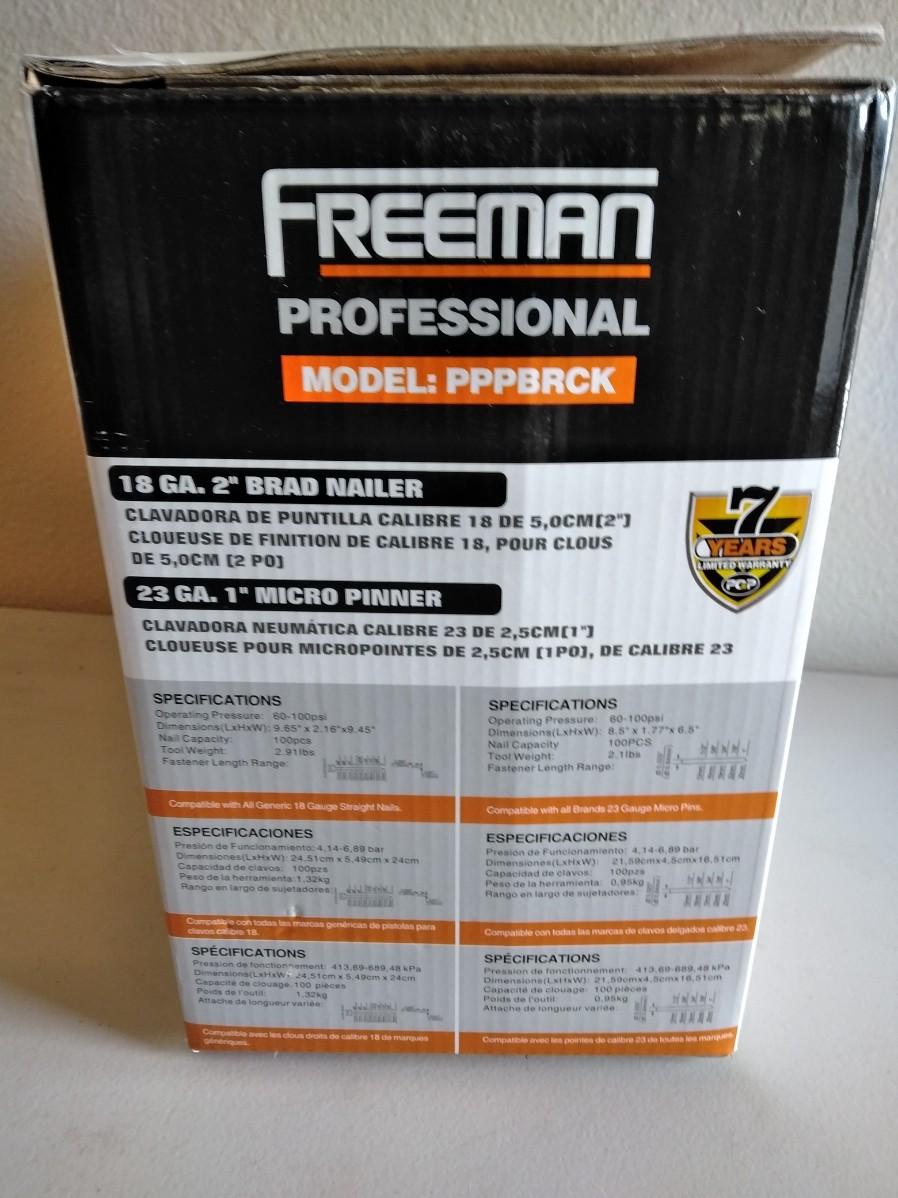 FREEMAN
PROFESSIONAL
MODEL: PPPBRCK
18 GA. 2" BRAD NAILER
CLAVADORA DE PUNTILLA CALIBRE 18 DE 5,0CM(2")
CLOUEUSE DE FINITION DE CALIBRE 18, POUR CLOUS
DE 5,0CM (2 PO)
7
YEARS
LIMITED WARRANTY
PGP
23 GA. 1" MICRO PINNER
CLAVADORA NEUMÁTICA CALIBRE 23 DE 2,5CM(1")
CLOUEUSE POUR MICROPOINTES DE 2,5CM (1PO), DE CALIBRE 23
SPECIFICATIONS
Operating Pressure: 60-100psi
Dimensions(LxHxW): 9.65" x 2.16"x9.45"
Nail Capacity: 100pcs
Tool Weight: 2.91lbs
Fastener Length Range:
Compatible with All Generic 18 Gauge Straight Nails.
ESPECIFICACIONES
Presión de Funcionamiento: 4,14-6,89 bar
Dimensiones(LxHxW): 24,51cm x 5,49cm x 24cm
Capacidad de clavos: 100pzs
Peso de la herramienta: 1,32kg
Rango en largo de sujetadores:
Compatible con todas las marcas genéricas de pistolas para
clavos calibre 18.
SPÉCIFICATIONS
Pression de fonctionnement: 413,69-689,48 kPa
Dimensions(LxHxW: 24,51cm x 5,49cm x 24cm
Capacité de clouage: 100 pièces
Poids de l'outil: 1,32kg
Attache de longueur variée:
Compatible avec les clous droits de calibre 18 de marques
génériques.
SPECIFICATIONS
Operating Pressure: 60-100psi
Dimensions(LxHxW): 8.5" x 1.77"x 6.5"
Nail Capacity 100PCS
Tool Weight: 2.1lbs
Fastener Length Range:
Compatible with all Brands 23 Gauge Micro Pins.
ESPECIFICACIONES
Presión de Funcionamiento: 4,14-6,89 bar
Dimensiones(LxHxW): 21,59cmx4,5cmx16,51cm
Capacidad de clavos: 100pzs
Peso de la herramienta: 0,95kg
Rango en largo de sujetadores:
Compatible con todas las marcas de clavos delgados calibre 23.
SPÉCIFICATIONS
Pression de fonctionnement: 413,69-689,48 kPa
Dimensions(LxHxW): 21,59cmx4,5cmx16,51cm
Capacité de clouage: 100 pièces
Poids de l'outil: 0,95kg
Attache de longueur variée:
Compatible avec les pointes de calibre 23 de toutes les marques.